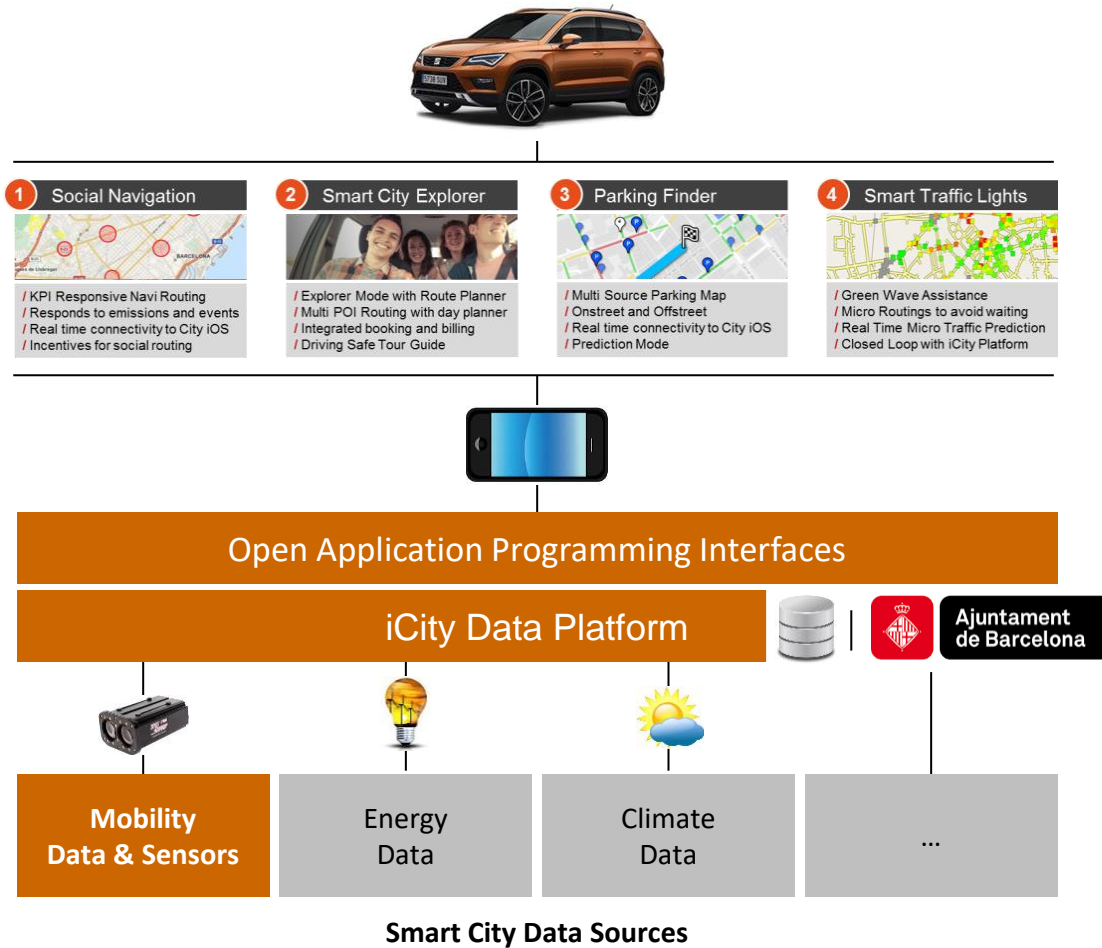 1 Social Navigation
BARCELONA
/ KPI Responsive Navi Routing
/ Responds to emissions and events
/ Real time connectivity to City iOS
/ Incentives for social routing
2 Smart City Explorer
/ Explorer Mode with Route Planner
/ Multi POI Routing with day planner
/ Integrated booking and billing
/ Driving Safe Tour Guide
3 Parking Finder
/ Multi Source Parking Map
/ Onstreet and Offstreet
/ Real time connectivity to City iOS
/ Prediction Mode
4 Smart Traffic Lights
/ Green Wave Assistance
/ Micro Routings to avoid waiting
/ Real Time Micro Traffic Prediction
/ Closed Loop with iCity Platform
Open Application Programming Interfaces
iCity Data Platform
Ajuntament
de Barcelona
Mobility
Data & Sensors
Energy
Data
Climate
Data
...
Smart City Data Sources